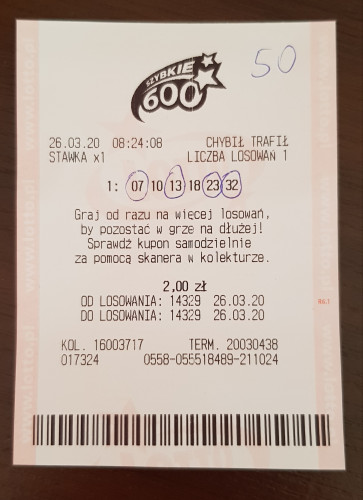 SZYBKIE
600
50
26.03.20 08:24:08 CHYBIŁ TRAFIŁ
STAWKA x1 LICZBA LOSOWAŃ 1
1: 07 10 13 18 23 32
Graj od razu na więcej losowań,
by pozostać w grze na dłużej!
Sprawdź kupon samodzielnie
za pomocą skanera w kolekturze.
2,00 zł
OD LOSOWANIA: 14329 26.03.20
DO LOSOWANIA: 14329 26.03.20
KOL. 16003717 TERM. 20030438
017324 0558-055518489-211024